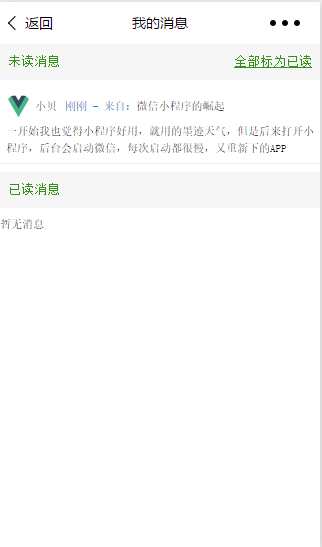 返回 我的消息
未读消息 全部标为已读
小贝 刚刚 - 来自：微信小程序的崛起
一开始我也觉得小程序好用，就用的墨迹天气，但是后来打开小
程序，后台会启动微信，每次启动都很慢，又重新下的APP
已读消息
暂无消息